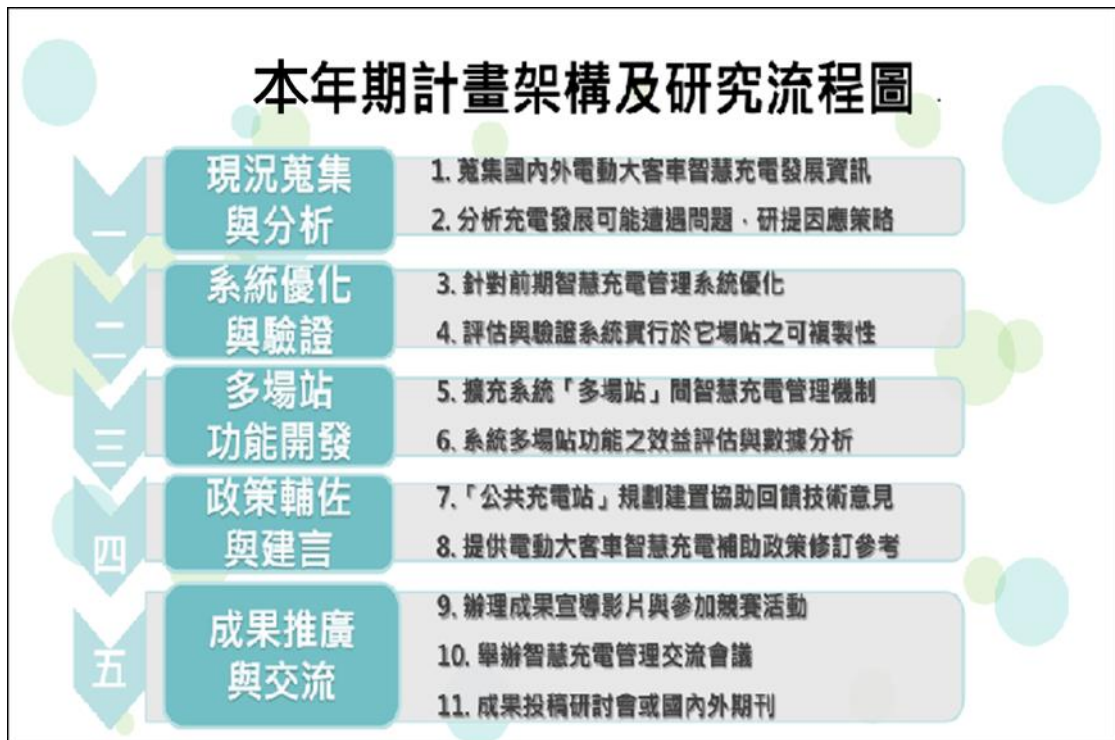 本年期計畫架構及研究流程圖
一
現況蒐集
與分析
1. 蒐集國內外電動大客車智慧充電發展資訊
2. 分析充電發展可能遭遇問題，研提因應策略
二
系統優化
與驗證
3. 針對前期智慧充電管理系統優化
4. 評估與驗證系統實行於它場站之可複製性
三
多場站
功能開發
5. 擴充系統「多場站」間智慧充電管理機制
6. 系統多場站功能之效益評估與數據分析
四
政策輔佐
與建言
7.「公共充電站」規劃建置協助回饋技術意見
8. 提供電動大客車智慧充電補助政策修訂參考
五
成果推廣
與交流
9. 辦理成果宣導影片與參加競賽活動
10. 舉辦智慧充電管理交流會議
11. 成果投稿研討會或國內外期刊